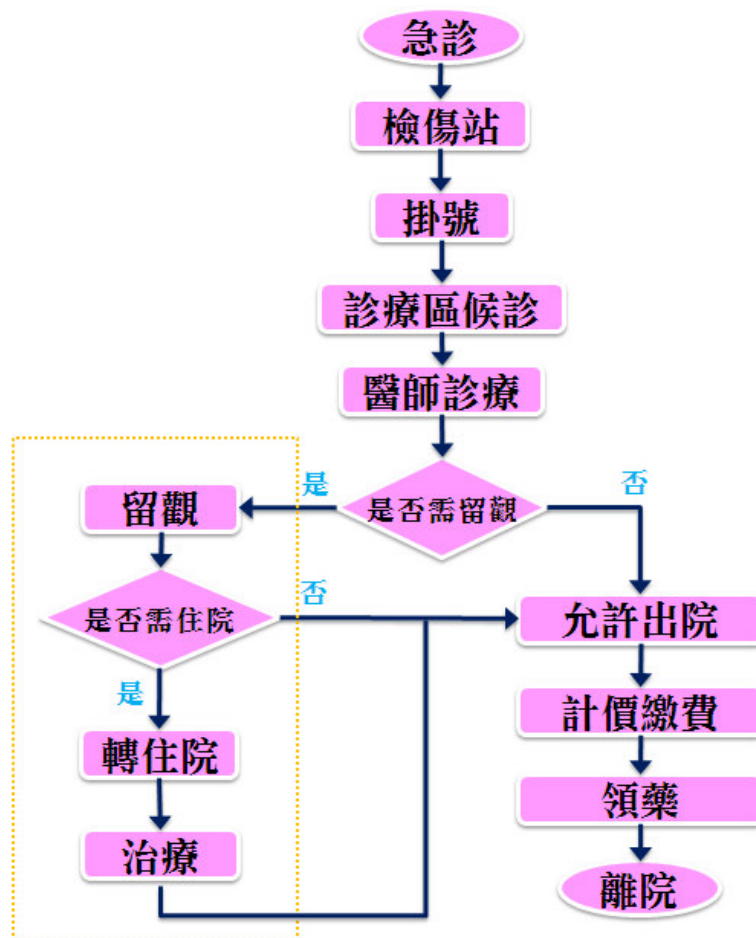 急診
檢傷站
掛號
診療區候診
醫師診療
是否需留觀
是
否
留觀
是否需住院
否
是
轉住院
治療
允許出院
計價繳費
領藥
離院